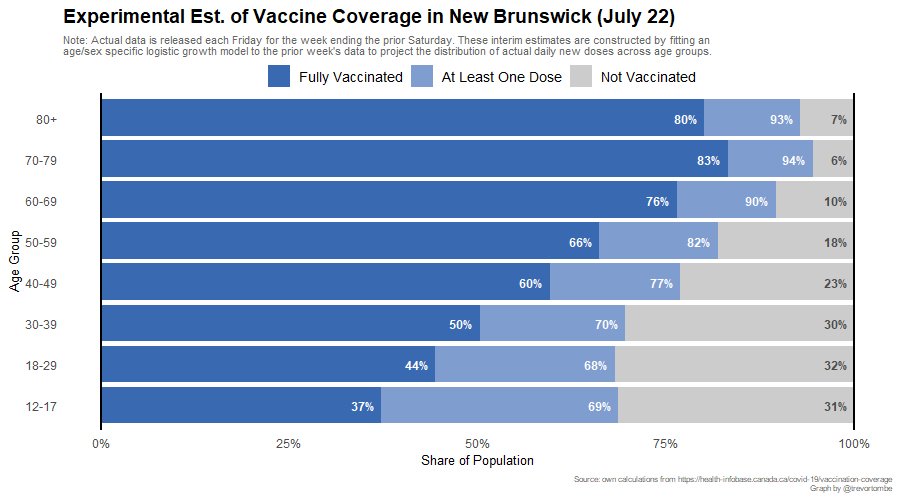 Experimental Est. of Vaccine Coverage in New Brunswick (July 22)
Note: Actual data is released each Friday for the week ending the prior Saturday. These interim estimates are constructed by fitting an
age/sex specific logistic growth model to the prior week's data to project the distribution of actual daily new doses across age groups.
Fully Vaccinated At Least One Dose Not Vaccinated
80+ 80% 93% 7%
70-79 83% 94% 6%
60-69 76% 90% 10%
50-59 66% 82% 18%
Age Group
40-49 60% 77% 23%
30-39 50% 70% 30%
18-29 44% 68% 32%
12-17 37% 69% 31%
0% 25% 50% 75% 100%
Share of Population
Source: own calculations from https://health-infobase.canada.ca/covid-19/vaccination-coverage
Graph by @trevortombe